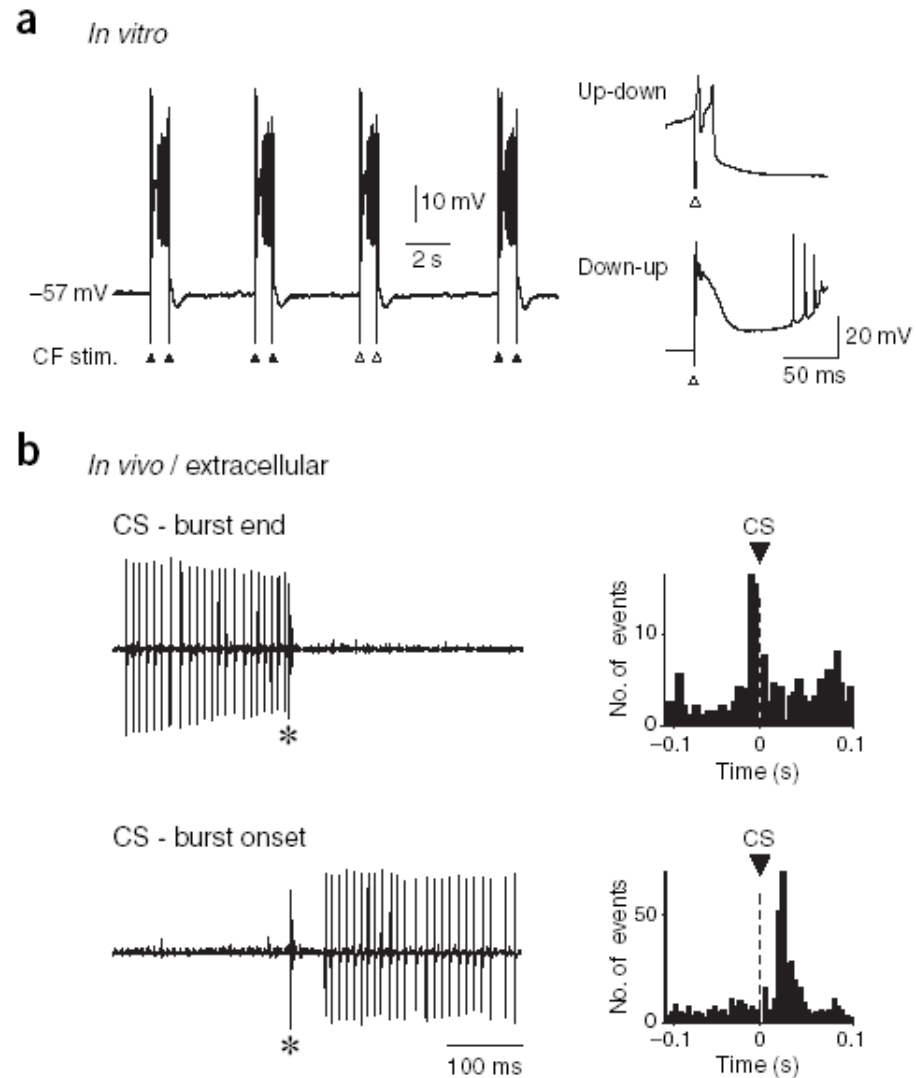 a
In vitro
Up-down
10 mV
2 s
–57 mV
CF stim.
Down-up
20 mV
50 ms
b
In vivo / extracellular
CS - burst end
*
CS
No. of events
10
0
–0.1 0 0.1
Time (s)
CS - burst onset
*
100 ms
CS
No. of events
50
0
–0.1 0 0.1
Time (s)